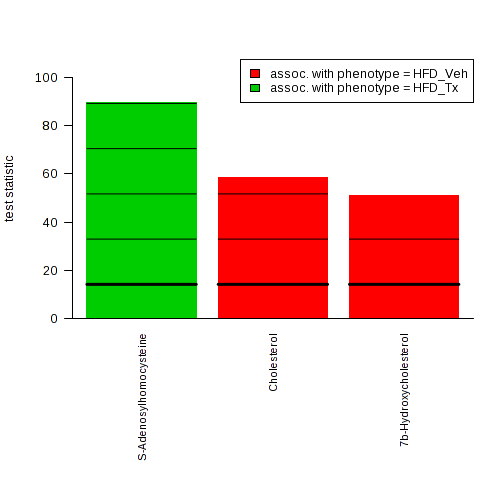 assoc. with phenotype = HFD_Veh
assoc. with phenotype = HFD_Tx
test statistic
100
80
60
40
20
0
S-Adenosylhomocysteine
Cholesterol
7b-Hydroxycholesterol